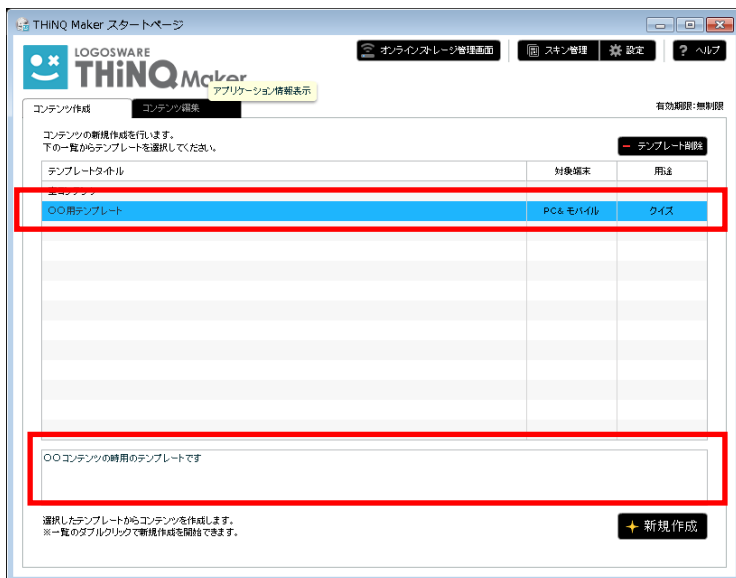 THiNQ Maker スタートページ
LOGOSWARE
THiNQ Maker
オンラインストレージ管理画面
スキン管理
設定
? ヘルプ
アプリケーション情報表示
コンテンツ作成
コンテンツ編集
有効期限:無制限
コンテンツの新規作成を行います。
下の一覧からテンプレートを選択してください。
テンプレート削除
テンプレートタイトル
対象端末
用途
〇〇用テンプレート
PC& モバイル
クイズ
〇〇コンテンツの時用のテンプレートです
選択したテンプレートからコンテンツを作成します。
※一覧のダブルクリックで新規作成を開始できます。
新規作成